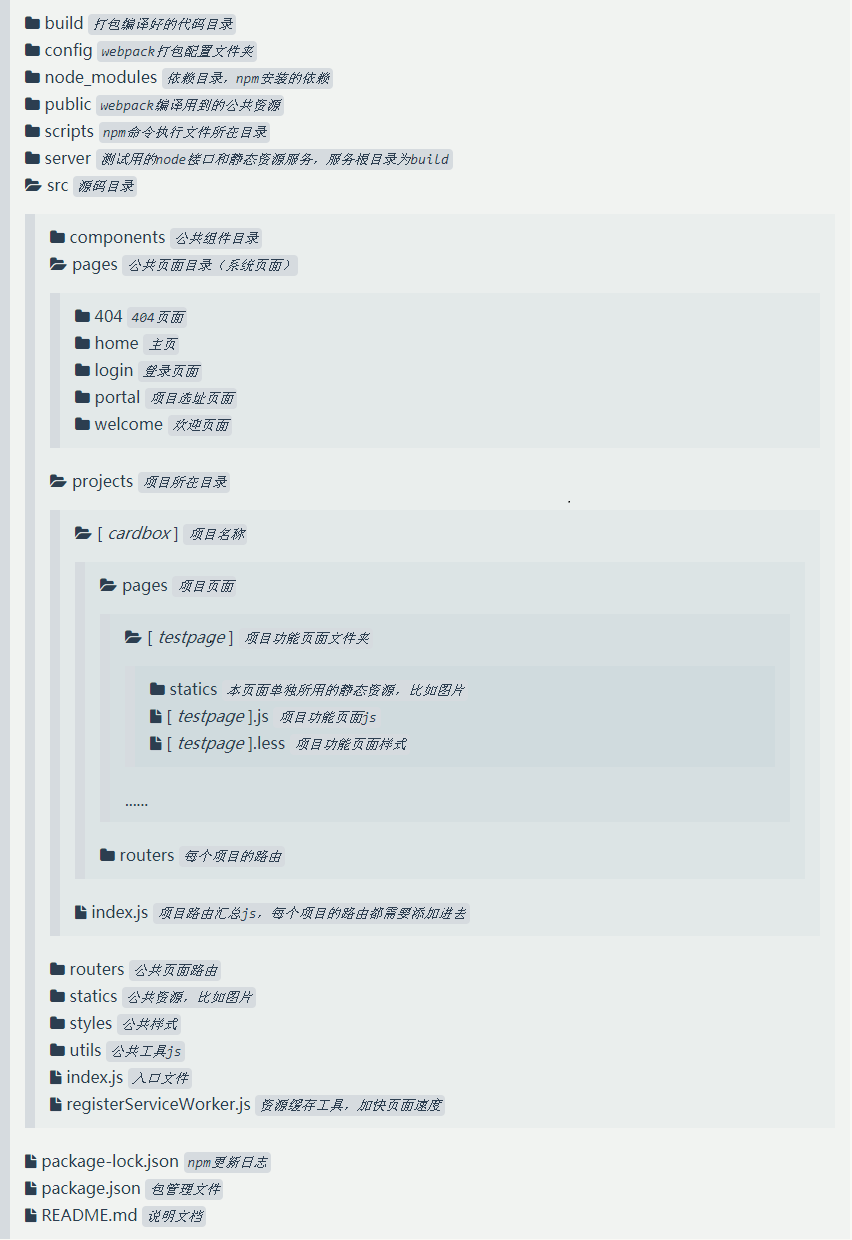 build 打包编译好的代码目录
config webpack打包配置文件夹
node_modules 依赖目录，npm安装的依赖
public webpack编译用到的公共资源
scripts npm命令执行文件所在目录
server 测试用的node接口和静态资源服务，服务根目录为build
src 源码目录
components 公共组件目录
pages 公共页面目录（系统页面）
404 404页面
home 主页
login 登录页面
portal 项目选址页面
welcome 欢迎页面
projects 项目所在目录
[ cardbox ] 项目名称
pages 项目页面
[ testpage ] 项目功能页面文件夹
statics 本页面单独所用的静态资源，比如图片
[ testpage ].js 项目功能页面js
[ testpage ].less 项目功能页面样式
......
routers 每个项目的路由
index.js 项目路由汇总js，每个项目的路由都需要添加进去
routers 公共页面路由
statics 公共资源，比如图片
styles 公共样式
utils 公共工具js
index.js 入口文件
registerServiceWorker.js 资源缓存工具，加快页面速度
package-lock.json npm更新日志
package.json 包管理文件
README.md 说明文档